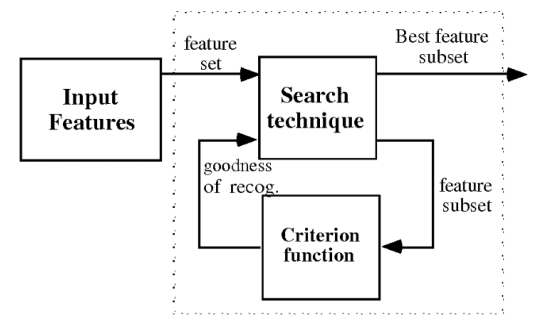 Input
Features
feature
set
Search
technique
Best feature
subset
goodness
of recog.
feature
subset
Criterion
function